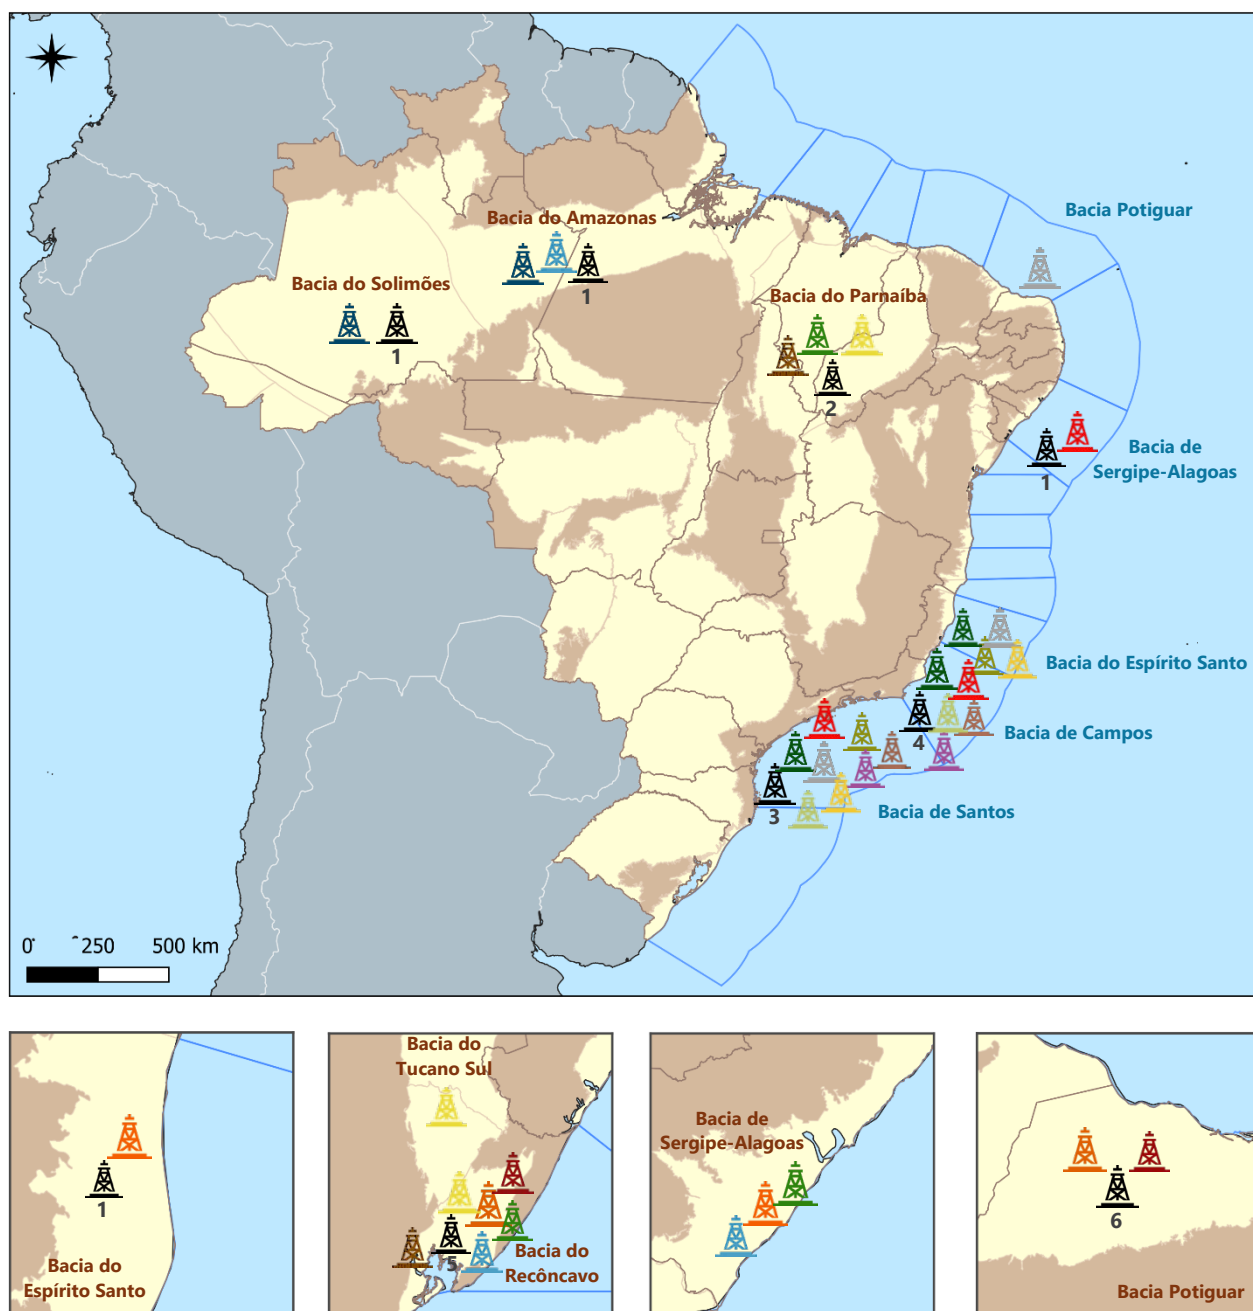 Bacia Potiguar
Bacia do Amazonas
1
Bacia do Solimões
1
Bacia do Parnaíba
2
Bacia de
Sergipe-Alagoas
1
Bacia do Espírito Santo
Bacia de Campos
4
Bacia de Santos
3
0 250 500 km
Bacia do
Tucano Sul
Bacia de
Sergipe-Alagoas
1
5
6
Bacia do
Recôncavo
Bacia do
Espírito Santo
Bacia Potiguar